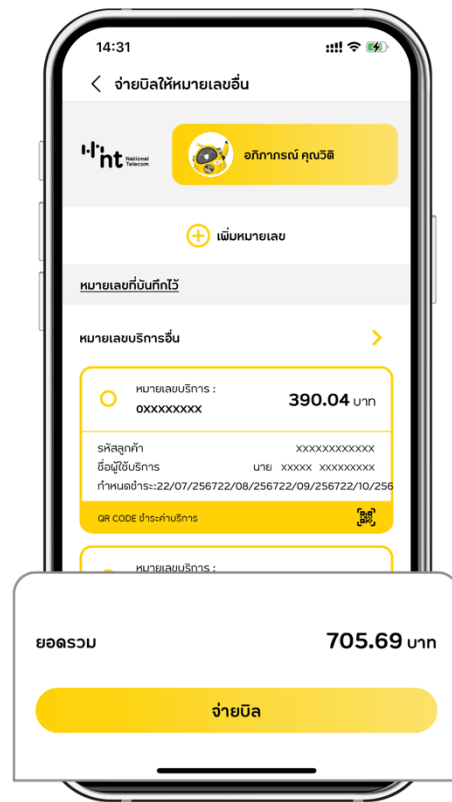 14:31
จ่ายบิลให้หมายเลขอื่น
nt National Telecom
อภิภาภรณ์ คุณวิติ
เพิ่มหมายเลข
หมายเลขที่บันทึกไว้
หมายเลขบริการอื่น
หมายเลขบริการ :
0XXXXXXXX
390.04 บาท
รหัสลูกค้า XXXXXXXXXXXX
ชื่อผู้ใช้บริการ นาย xxxxx xxxxxxxxx
กำหนดชำระ:22/07/256722/08/256722/09/256722/10/256
QR CODE ชำระค่าบริการ
หมายเลขบริการ :
ยอดรวม 705.69 บาท
จ่ายบิล